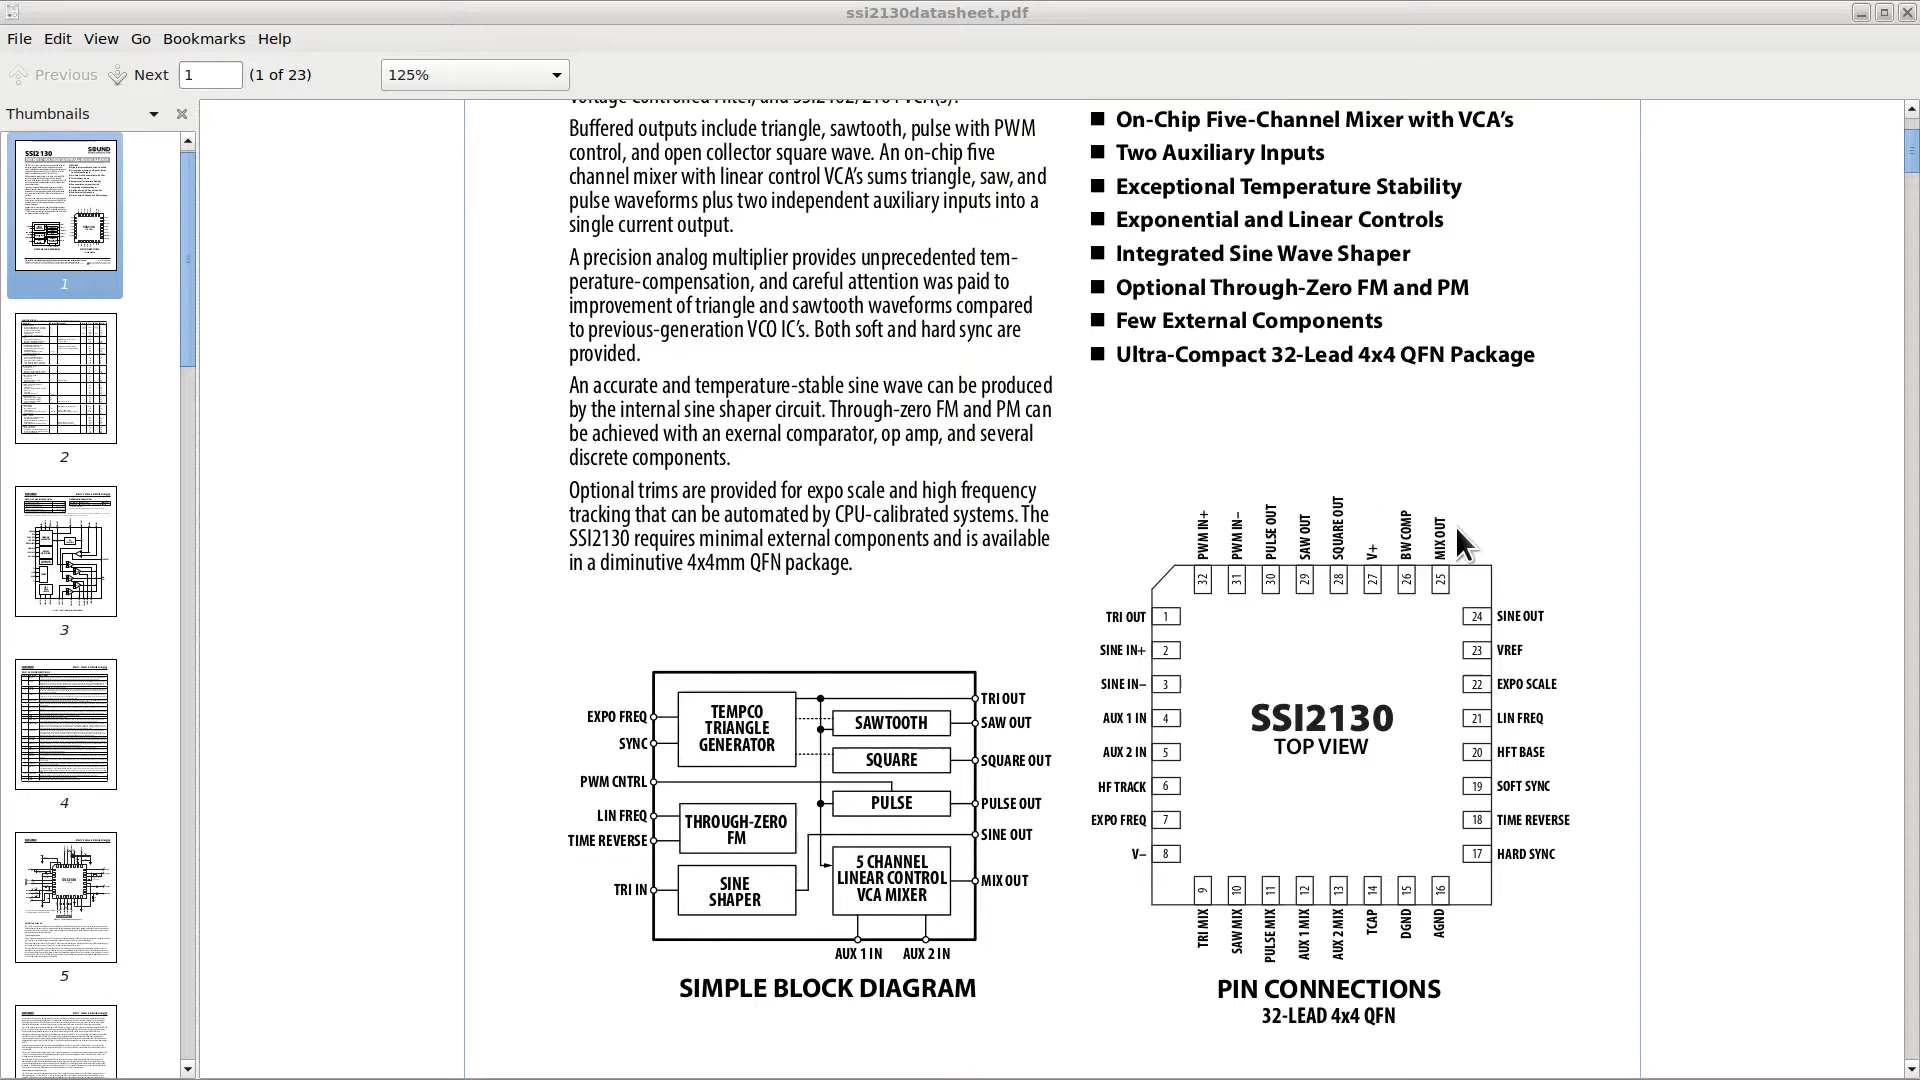 ssi2130datasheet.pdf
File Edit View Go Bookmarks Help
Previous Next 1 (1 of 23) 125%
Thumbnails
SSI2130
SOUND
1
2
3
4
5
Buffered outputs include triangle, sawtooth, pulse with PWM
control, and open collector square wave. An on-chip five
channel mixer with linear control VCA's sums triangle, saw, and
pulse waveforms plus two independent auxiliary inputs into a
single current output.
A precision analog multiplier provides unprecedented tem-
perature-compensation, and careful attention was paid to
improvement of triangle and sawtooth waveforms compared
to previous-generation VCO IC's. Both soft and hard sync are
provided.
An accurate and temperature-stable sine wave can be produced
by the internal sine shaper circuit. Through-zero FM and PM can
be achieved with an exernal comparator, op amp, and several
discrete components.
Optional trims are provided for expo scale and high frequency
tracking that can be automated by CPU-calibrated systems. The
SSI2130 requires minimal external components and is available
in a diminutive 4x4mm QFN package.
■ On-Chip Five-Channel Mixer with VCA's
■ Two Auxiliary Inputs
■ Exceptional Temperature Stability
■ Exponential and Linear Controls
■ Integrated Sine Wave Shaper
■ Optional Through-Zero FM and PM
■ Few External Components
■ Ultra-Compact 32-Lead 4x4 QFN Package
EXPO FREQ
SYNC
PWM CNTRL
LIN FREQ
TIME REVERSE
TRI IN
TEMPCO
TRIANGLE
GENERATOR
THROUGH-ZERO
FM
SINE
SHAPER
SAWTOOTH
SQUARE
PULSE
5 CHANNEL
LINEAR CONTROL
VCA MIXER
TRI OUT
SAW OUT
SQUARE OUT
PULSE OUT
SINE OUT
MIX OUT
AUX 1 IN AUX 2 IN
SIMPLE BLOCK DIAGRAM
PWM IN+
PWM IN–
PULSE OUT
SAW OUT
SQUARE OUT
V+
BW COMP
MIX OUT
32 31 30 29 28 27 26 25
TRI OUT 1
SINE IN+ 2
SINE IN– 3
AUX 1 IN 4
AUX 2 IN 5
HF TRACK 6
EXPO FREQ 7
V– 8
SSI2130
TOP VIEW
24 SINE OUT
23 VREF
22 EXPO SCALE
21 LIN FREQ
20 HFT BASE
19 SOFT SYNC
18 TIME REVERSE
17 HARD SYNC
9 10 11 12 13 14 15 16
TRI MIX
SAW MIX
PULSE MIX
AUX 1 MIX
AUX 2 MIX
TCAP
DGND
AGND
PIN CONNECTIONS
32-LEAD 4x4 QFN